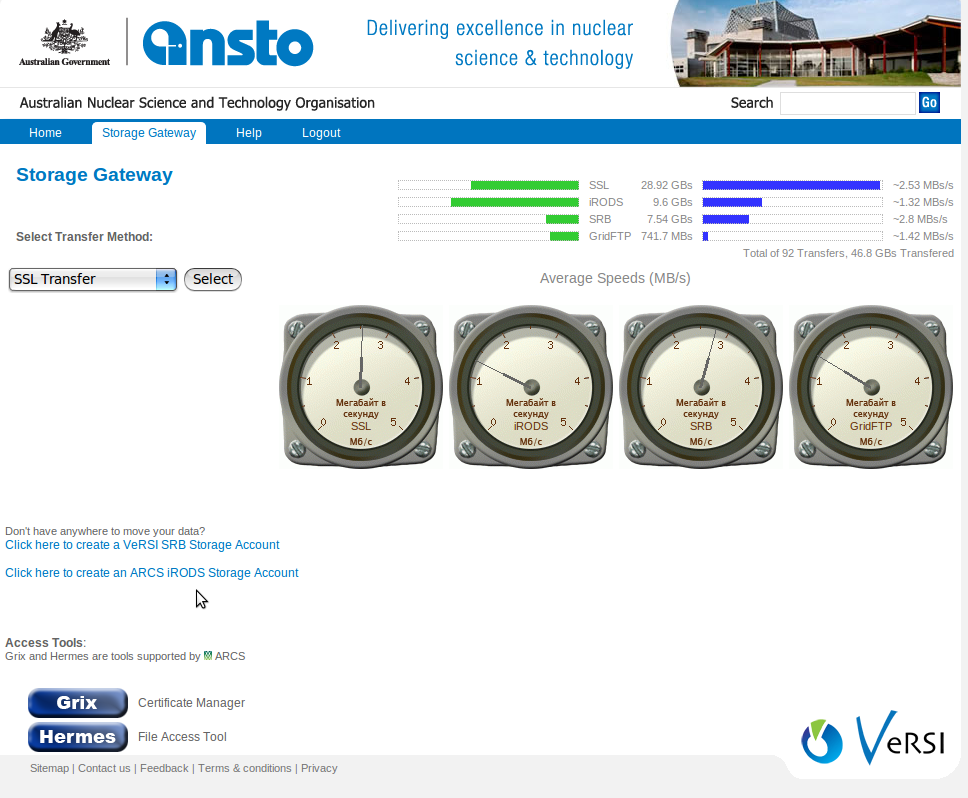 Australian Government
ansto
Delivering excellence in nuclear
science & technology
Australian Nuclear Science and Technology Organisation
Search Go
Home Storage Gateway Help Logout
Storage Gateway
SSL 28.92 GBs ~2.53 MBs/s
iRODS 9.6 GBs ~1.32 MBs/s
SRB 7.54 GBs ~2.8 MBs/s
GridFTP 741.7 MBs ~1.42 MBs/s
Total of 92 Transfers, 46.8 GBs Transfered
Select Transfer Method:
SSL Transfer Select
Average Speeds (MB/s)
0 1 2 3 4 5
Мегабайт в
секунду
SSL
Мб/с
0 1 2 3 4 5
Мегабайт в
секунду
iRODS
Мб/с
0 1 2 3 4 5
Мегабайт в
секунду
SRB
Мб/с
0 1 2 3 4 5
Мегабайт в
секунду
GridFTP
Мб/с
Don't have anywhere to move your data?
Click here to create a VeRSI SRB Storage Account
Click here to create an ARCS iRODS Storage Account
Access Tools:
Grix and Hermes are tools supported by ARCS
Grix Certificate Manager
Hermes File Access Tool
VeRSI
Sitemap | Contact us | Feedback | Terms & conditions | Privacy